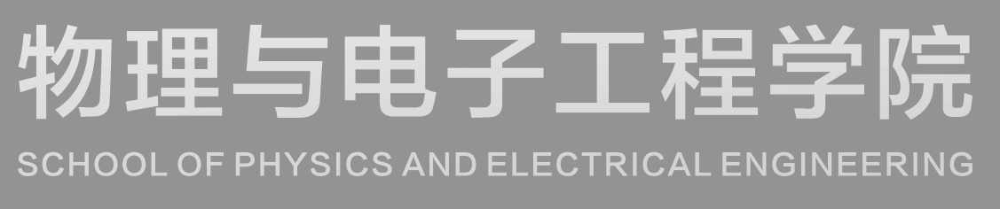 物理与电子工程学院
SCHOOL OF PHYSICS AND ELECTRICAL ENGINEERING